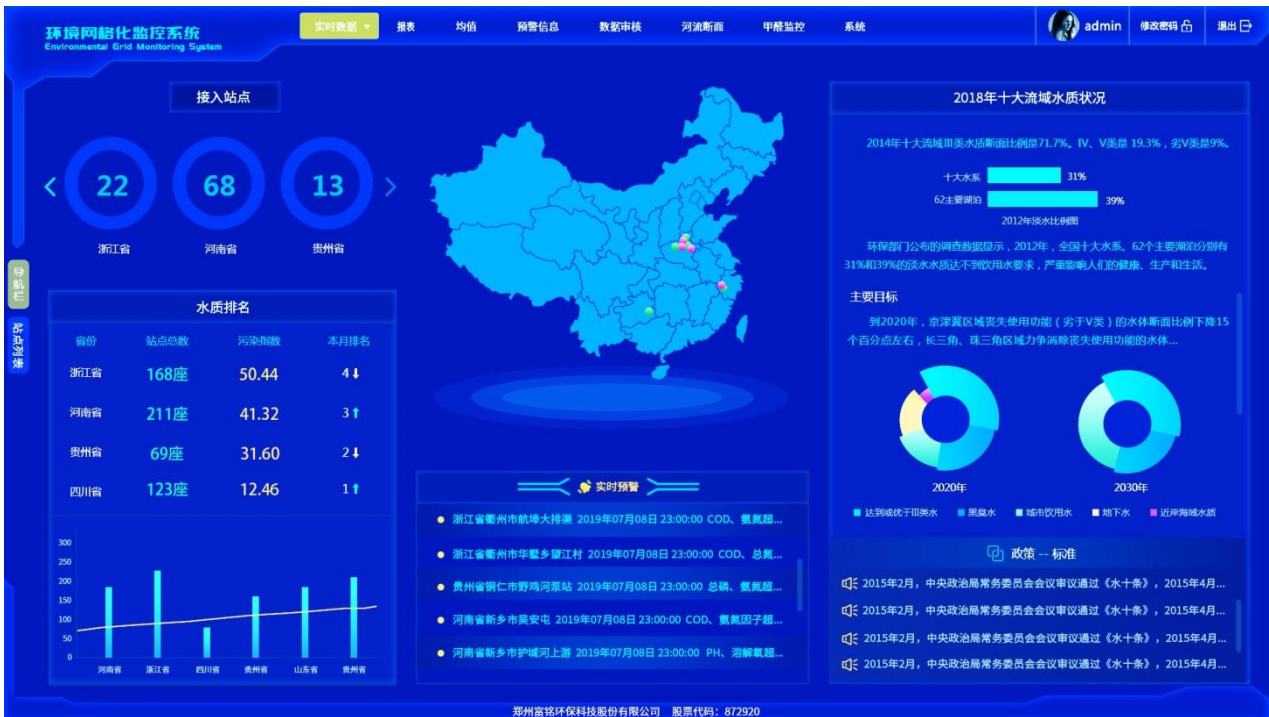 环境网格化监控系统
Environmental Grid Monitoring System
实时数据 报表 均值 预警信息 数据审核 河流断面 甲醛监控 系统
admin 修改密码 退出
接入站点
22 68 13
浙江省 河南省 贵州省
导航栏
站点列表
水质排名
省份 站点总数 污染指数 本月排名
浙江省 168座 50.44 4⬇
河南省 211座 41.32 3⬆
贵州省 69座 31.60 2⬇
四川省 123座 12.46 1⬆
300
250
200
150
100
50
0
河南省 浙江省 四川省 贵州省 山东省 贵州省
实时预警
浙江省衢州市航埠大排渠 2019年07月08日 23:00:00 COD、氨氮超...
浙江省衢州市华墅乡望江村 2019年07月08日 23:00:00 COD、总氮...
贵州省铜仁市野鸡河泵站 2019年07月08日 23:00:00 总磷、氨氮超...
河南省新乡市吴安屯 2019年07月08日 23:00:00 COD、氨氮因子超...
河南省新乡市护城河上游 2019年07月08日 23:00:00 PH、溶解氧超...
2018年十大流域水质状况
2014年十大流域III类水质断面比例是71.7%。IV、V类是 19.3%，劣V类是9%。
十大水系 31%
62主要湖泊 39%
2012年淡水比例图
环保部门公布的调查数据显示，2012年，全国十大水系、62个主要湖泊分别有
31%和39%的淡水水质达不到饮用水要求，严重影响人们的健康、生产和生活。
主要目标
到2020年，京津冀区域丧失使用功能（劣于V类）的水体断面比例下降15
个百分点左右，长三角、珠三角区域力争消除丧失使用功能的水体...
2020年 2030年
达到或优于III类水 黑臭水 城市饮用水 地下水 近岸海域水质
政策 -- 标准
2015年2月，中央政治局常务委员会会议审议通过《水十条》，2015年4月...
2015年2月，中央政治局常务委员会会议审议通过《水十条》，2015年4月...
2015年2月，中央政治局常务委员会会议审议通过《水十条》，2015年4月...
2015年2月，中央政治局常务委员会会议审议通过《水十条》，2015年4月...
郑州富铭环保科技股份有限公司 股票代码：872920